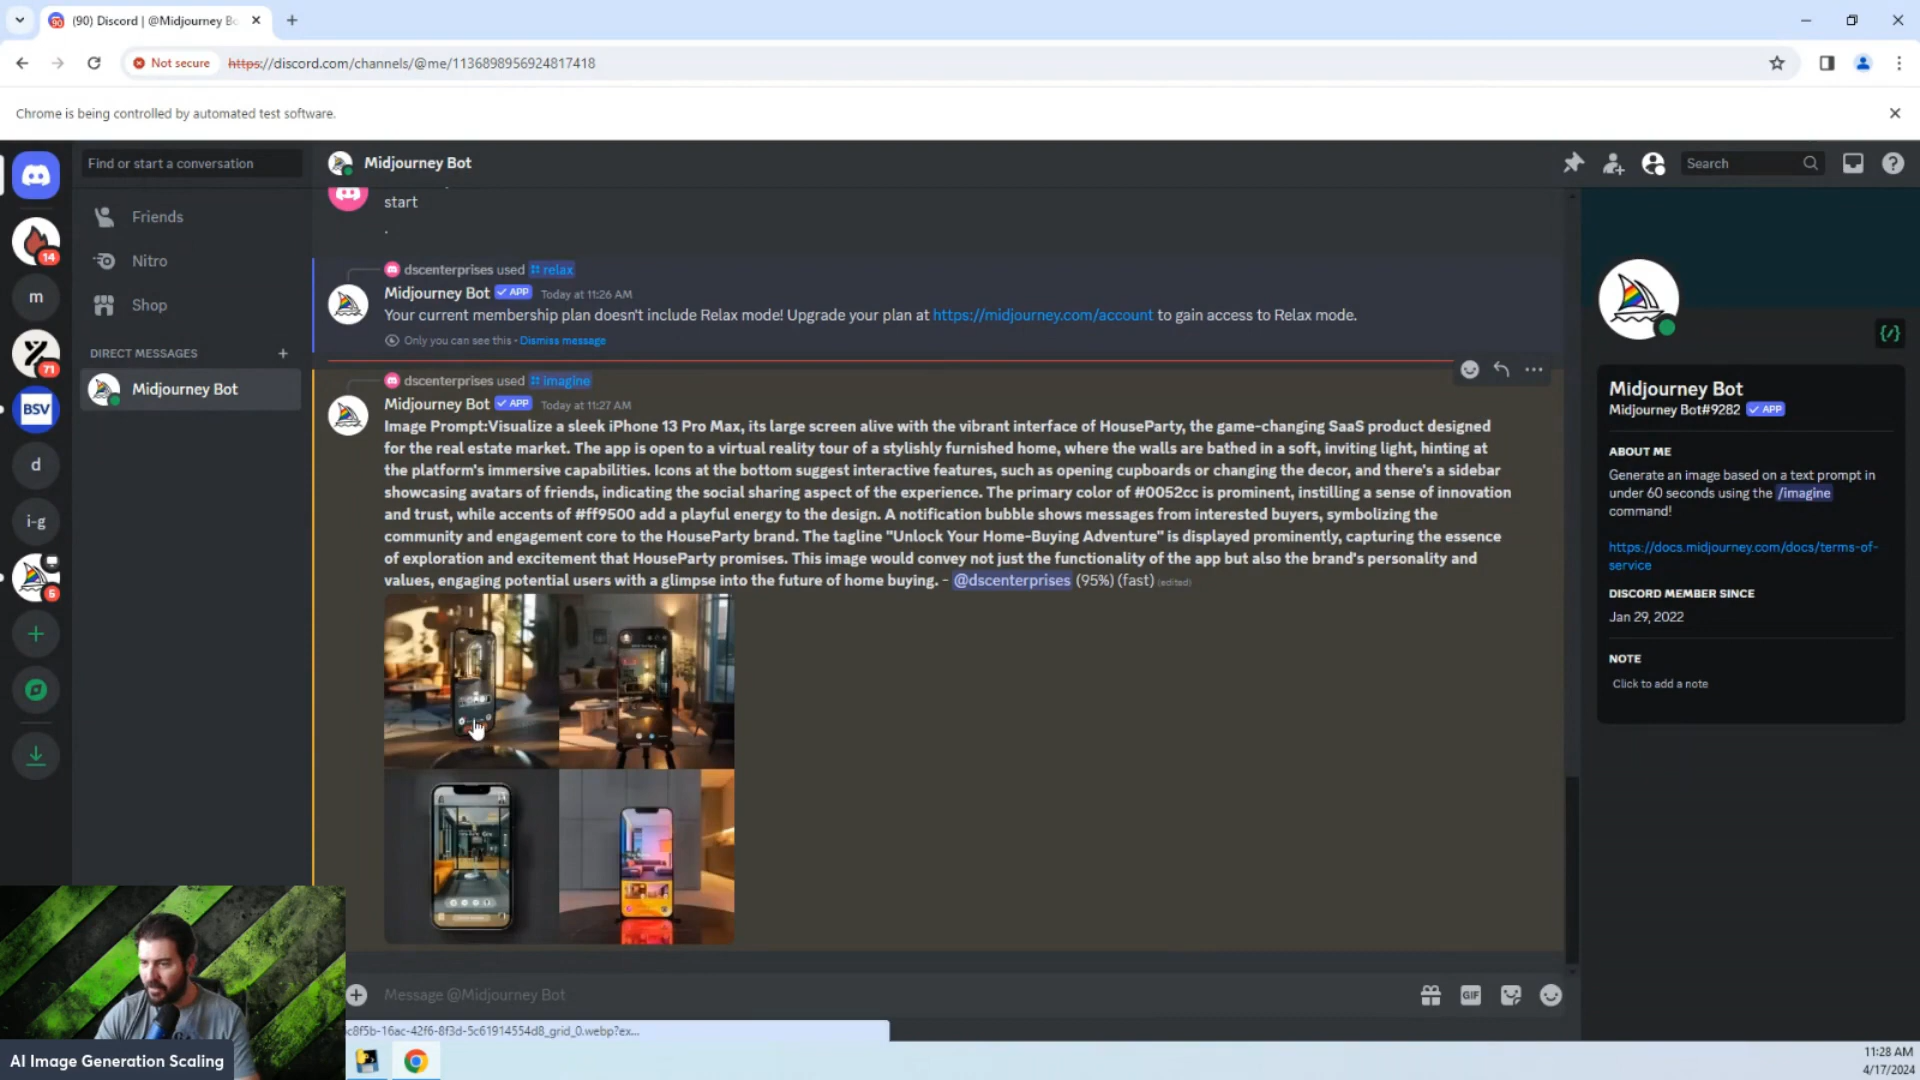 (90) Discord | @Midjourney Bo
Not secure
https://discord.com/channels/@me/1136898956924817418
Chrome is being controlled by automated test software.
Find or start a conversation
Midjourney Bot
Search
Friends
Nitro
Shop
DIRECT MESSAGES
Midjourney Bot
14
m
71
BSV
d
i-g
6
start
.
dscenterprises used relax
Midjourney Bot APP Today at 11:26 AM
Your current membership plan doesn't include Relax mode! Upgrade your plan at https://midjourney.com/account to gain access to Relax mode.
Only you can see this • Dismiss message
dscenterprises used imagine
Midjourney Bot APP Today at 11:27 AM
Image Prompt:Visualize a sleek iPhone 13 Pro Max, its large screen alive with the vibrant interface of HouseParty, the game-changing SaaS product designed
for the real estate market. The app is open to a virtual reality tour of a stylishly furnished home, where the walls are bathed in a soft, inviting light, hinting at
the platform's immersive capabilities. Icons at the bottom suggest interactive features, such as opening cupboards or changing the decor, and there's a sidebar
showcasing avatars of friends, indicating the social sharing aspect of the experience. The primary color of #0052cc is prominent, instilling a sense of innovation
and trust, while accents of #ff9500 add a playful energy to the design. A notification bubble shows messages from interested buyers, symbolizing the
community and engagement core to the HouseParty brand. The tagline "Unlock Your Home-Buying Adventure" is displayed prominently, capturing the essence
of exploration and excitement that HouseParty promises. This image would convey not just the functionality of the app but also the brand's personality and
values, engaging potential users with a glimpse into the future of home buying. - @dscenterprises (95%) (fast) (edited)
Message @Midjourney Bot
GIF
c8f5b-16ac-42f6-8f3d-5c61914554d8_grid_0.webp?ex...
Midjourney Bot
Midjourney Bot#9282 APP
ABOUT ME
Generate an image based on a text prompt in
under 60 seconds using the /imagine
command!
https://docs.midjourney.com/docs/terms-of-
service
DISCORD MEMBER SINCE
Jan 29, 2022
NOTE
Click to add a note
AI Image Generation Scaling
11:28 AM
4/17/2024